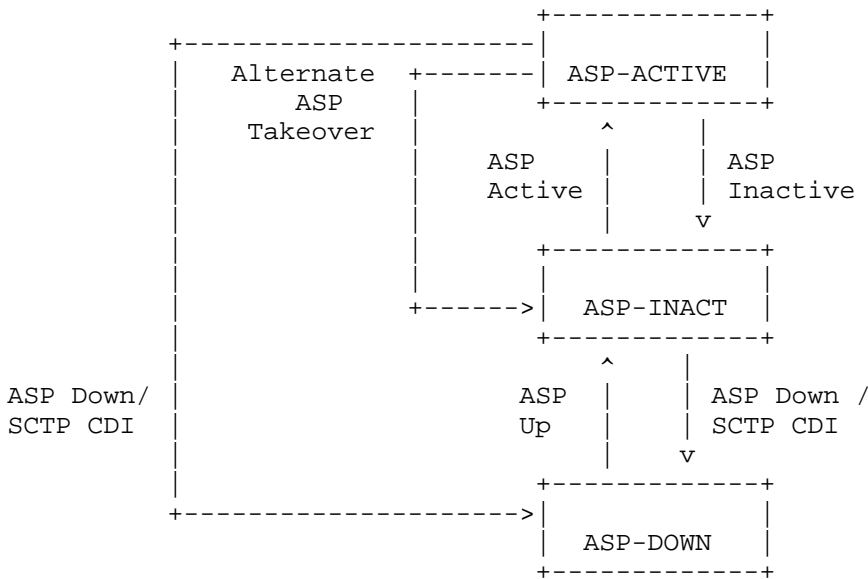 Alternate ASP-ACTIVE
ASP
Takeover
ASP ASP
Active Inactive
ASP-INACT
ASP Down/ ASP ASP Down /
SCTP CDI Up SCTP CDI
ASP-DOWN